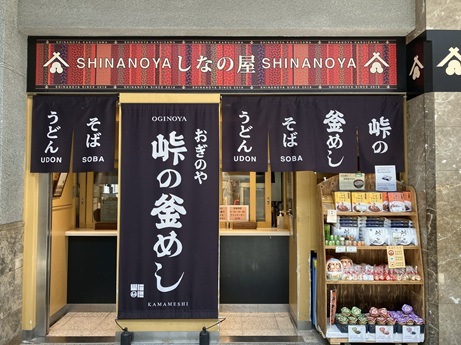 SHINANOYA しなの屋 SHINANOYA
うどん
UDON
そば
SOBA
OGINOYA
おぎのや
峠の釜めし
KAMAMESHI
うどん
UDON
そば
SOBA
釜めし
峠の